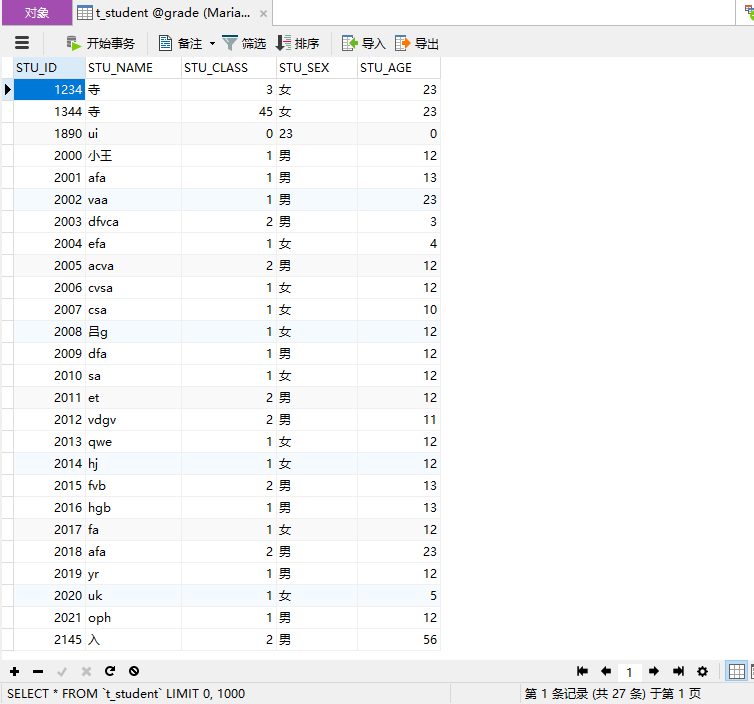 对象 t_student @grade (Maria...
开始事务 备注 筛选 排序 导入 导出
STU_ID STU_NAME STU_CLASS STU_SEX STU_AGE
1234 寺 3 女 23
1344 寺 45 女 23
1890 ui 0 23 0
2000 小王 1 男 12
2001 afa 1 男 13
2002 vaa 1 男 23
2003 dfvca 2 男 3
2004 efa 1 女 4
2005 acva 2 男 12
2006 cvsa 1 女 12
2007 csa 1 女 10
2008 吕g 1 女 12
2009 dfa 1 男 12
2010 sa 1 女 12
2011 et 2 男 12
2012 vdgv 2 男 11
2013 qwe 1 女 12
2014 hj 1 女 12
2015 fvb 2 男 13
2016 hgb 1 男 13
2017 fa 1 女 12
2018 afa 2 男 23
2019 yr 1 男 12
2020 uk 1 女 5
2021 oph 1 男 12
2145 入 2 男 56
1
SELECT * FROM `t_student` LIMIT 0, 1000 第 1 条记录 (共 27 条) 于第 1 页